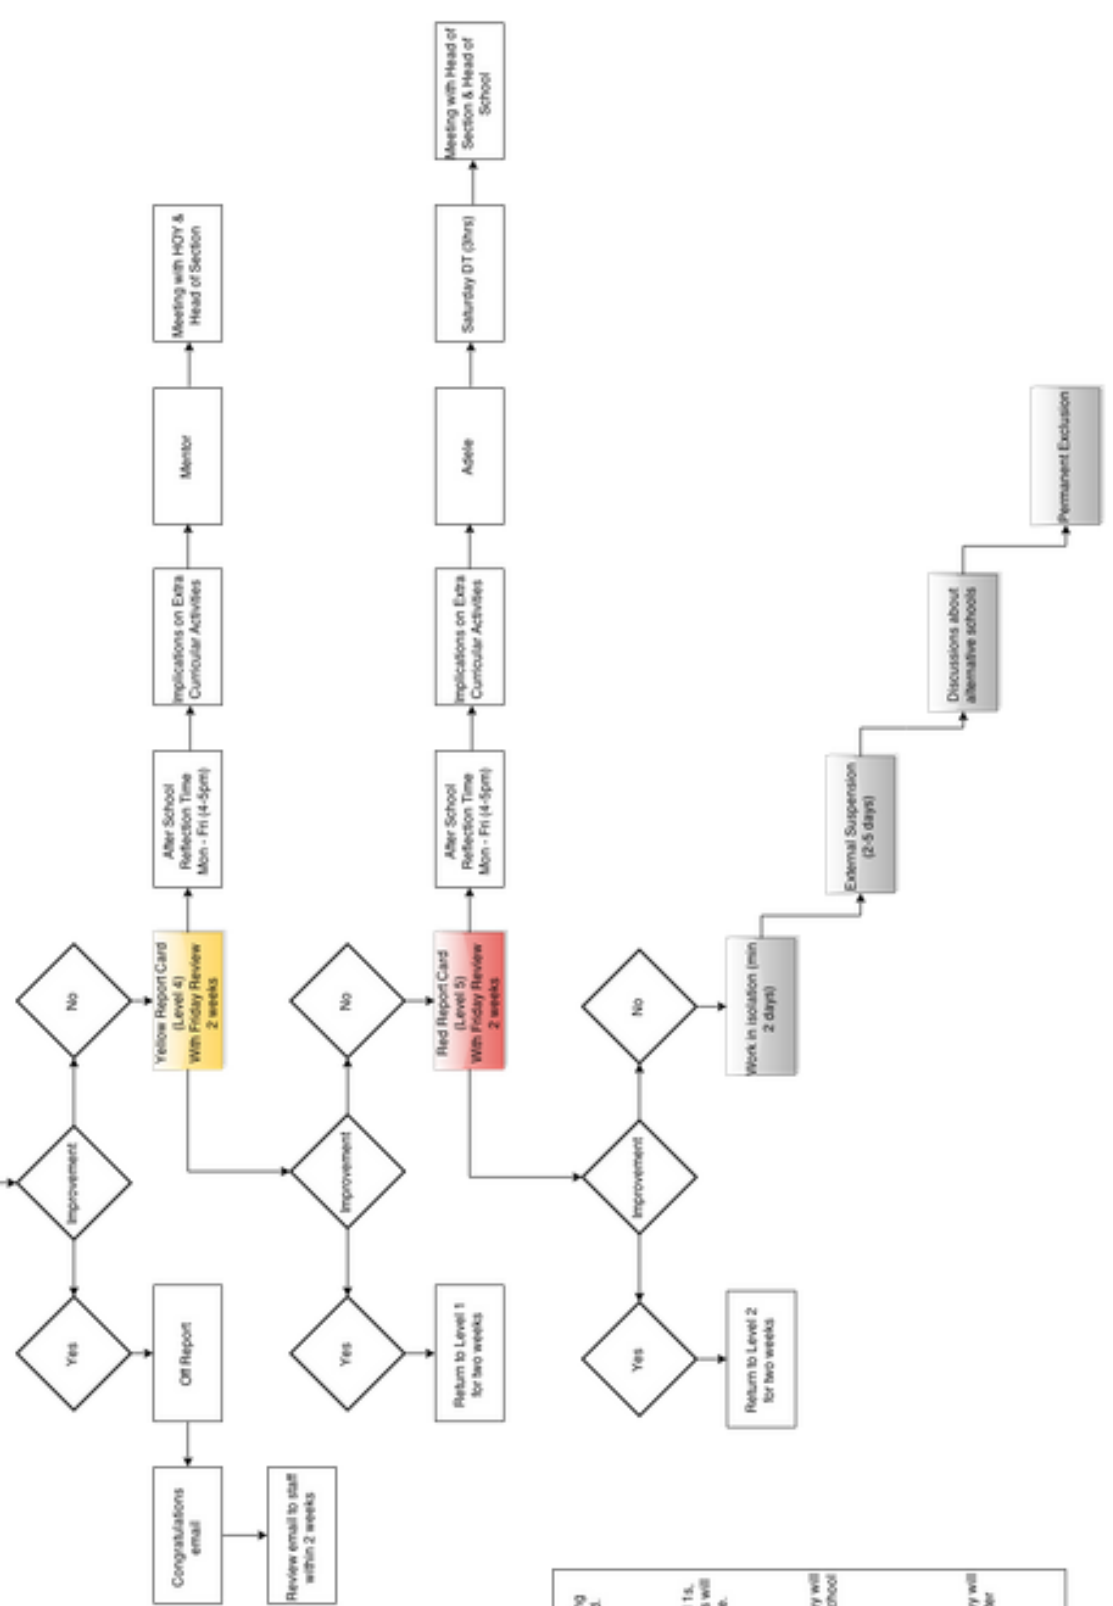 Improvement
Yes
No
Off Report
Congratulations
email
Review email to staff
within 2 weeks
Yellow Report Card
(Level 4)
With Friday Review
2 weeks
After School
Reflection Time
Mon - Fri (4-5pm)
Implications on Extra
Curricular Activities
Mentor
Meeting with HOY &
Head of Section
Improvement
Yes
No
Return to Level 1
for two weeks
Red Report Card
(Level 5)
With Friday Review
2 weeks
After School
Reflection Time
Mon - Fri (4-5pm)
Implications on Extra
Curricular Activities
Adele
Saturday DT (3hrs)
Meeting with Head of
Section & Head of
School
Improvement
Yes
No
Return to Level 2
for two weeks
Work in isolation (min
2 days)
External Suspension
(2-5 days)
Discussions about
alternative schools
Permanent Exclusion
1s,
will
will
will